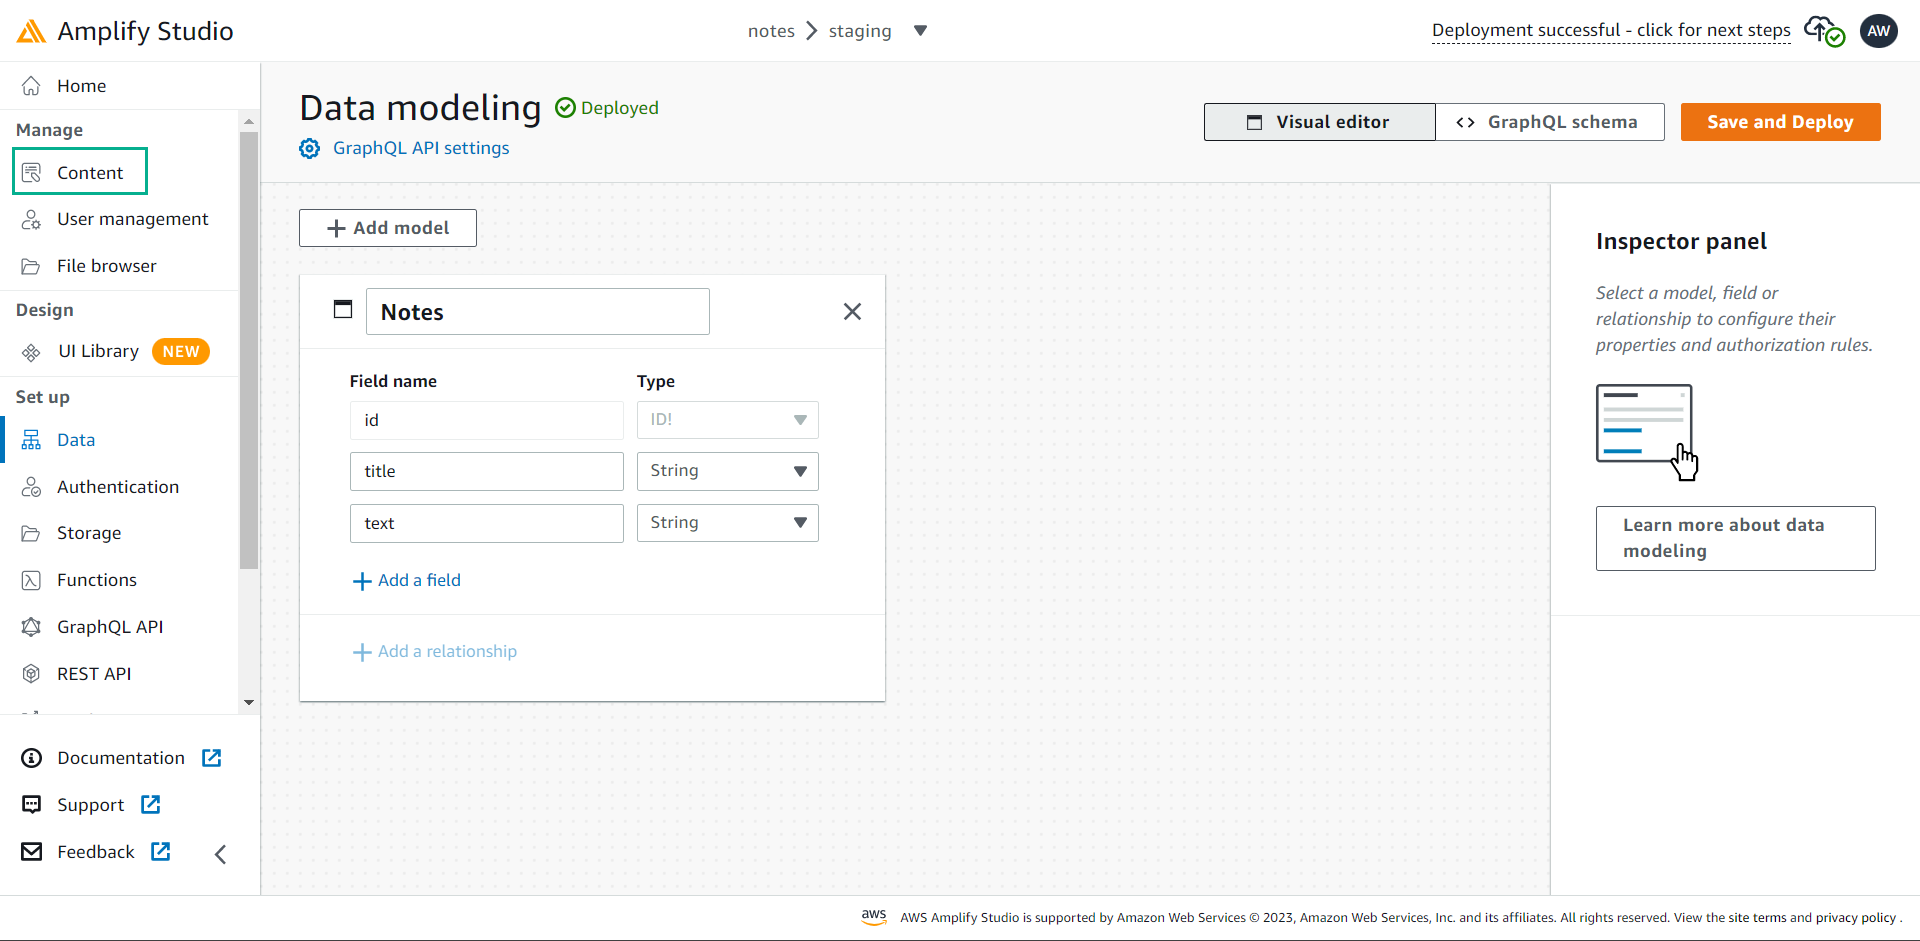 Amplify Studio
notes
staging
Deployment successful - click for next steps
AW
Home
Manage
Content
User management
File browser
Design
UI Library NEW
Set up
Data
Authentication
Storage
Functions
GraphQL API
REST API
Documentation
Support
Feedback
Data modeling Deployed
GraphQL API settings
Visual editor
<> GraphQL schema
Save and Deploy
+ Add model
Notes
Field name Type
id ID!
title String
text String
+ Add a field
+ Add a relationship
Inspector panel
Select a model, field or
relationship to configure their
properties and authorization rules.
Learn more about data
modeling
aws AWS Amplify Studio is supported by Amazon Web Services © 2023, Amazon Web Services, Inc. and its affiliates. All rights reserved. View the site terms and privacy policy .